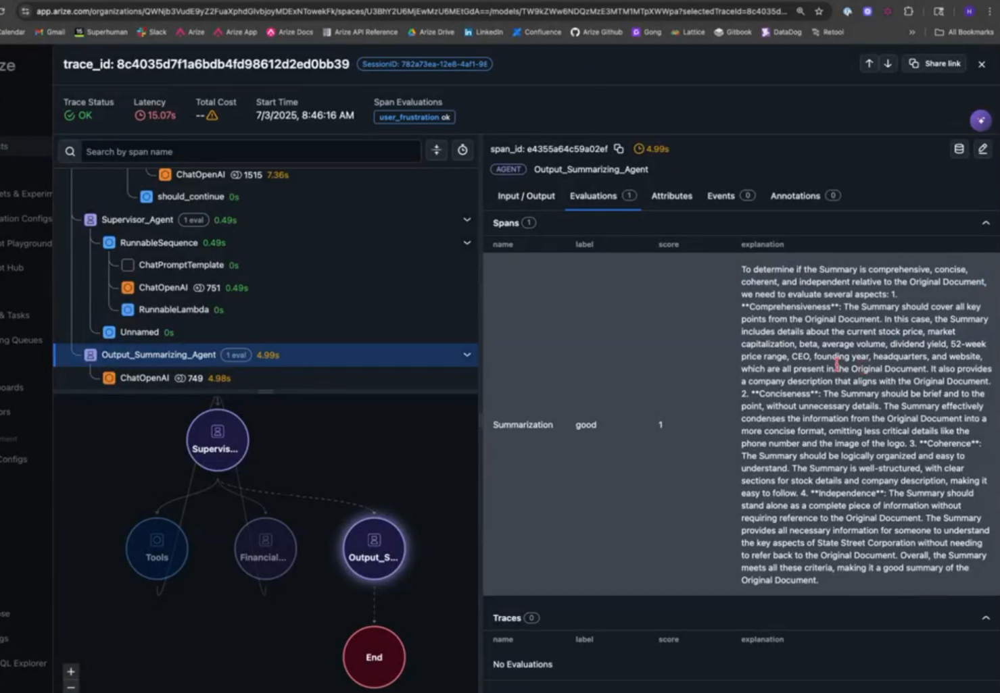 app.arize.com/organizations/QWNjb3VudE9yZ2FuaXphdGlvbjoyMDExNTowekFk/spaces/U3BhY2U6MjEwMzU6MEtGdA==/models/TW9kZWw6NDQzMzE3MTM1MTpXWWpa?selectedTraceId=8c4035d...
Calendar Gmail Superhuman Slack Arize Arize App Arize Docs Arize API Reference Arize Drive LinkedIn Confluence Arize Github Gong Lattice Gitbook DataDog Retool » All Bookmarks
ze
trace_id: 8c4035d7f1a6bdb4fd98612d2ed0bb39 SessionID: 782a73ea-12e8-4af1-98
Share link
Trace Status Latency Total Cost Start Time Span Evaluations
OK 15.07s -- 7/3/2025, 8:46:16 AM user_frustration ok
cts
ets & Experim
ation Configs
pt Playground
pt Hub
& Tasks
ng Queues
boards
ors
ment
Configs
ose
gs
QL Explorer
Search by span name
ChatOpenAI 1515 7.36s
should_continue 0s
Supervisor_Agent 1 eval 0.49s
RunnableSequence 0.49s
ChatPromptTemplate 0s
ChatOpenAI 751 0.49s
RunnableLambda 0s
Unnamed 0s
Output_Summarizing_Agent 1 eval 4.99s
ChatOpenAI 749 4.98s
Supervis...
Tools
Financial...
Output_S...
End
+
−
span_id: e4355a64c59a02ef 4.99s
AGENT Output_Summarizing_Agent
Input / Output Evaluations 1 Attributes Events 0 Annotations 0
Spans 1
name label score explanation
Summarization good 1
To determine if the Summary is comprehensive, concise,
coherent, and independent relative to the Original Document,
we need to evaluate several aspects: 1.
**Comprehensiveness**: The Summary should cover all key
points from the Original Document. In this case, the Summary
includes details about the current stock price, market
capitalization, beta, average volume, dividend yield, 52-week
price range, CEO, founding year, headquarters, and website,
which are all present in the Original Document. It also provides
a company description that aligns with the Original Document.
2. **Conciseness**: The Summary should be brief and to the
point, without unnecessary details. The Summary effectively
condenses the information from the Original Document into a
more concise format, omitting less critical details like the
phone number and the image of the logo. 3. **Coherence**:
The Summary should be logically organized and easy to
understand. The Summary is well-structured, with clear
sections for stock details and company description, making it
easy to follow. 4. **Independence**: The Summary should
stand alone as a complete piece of information without
requiring reference to the Original Document. The Summary
provides all necessary information for someone to understand
the key aspects of State Street Corporation without needing
to refer back to the Original Document. Overall, the Summary
meets all these criteria, making it a good summary of the
Original Document.
Traces 0
name label score explanation
No Evaluations